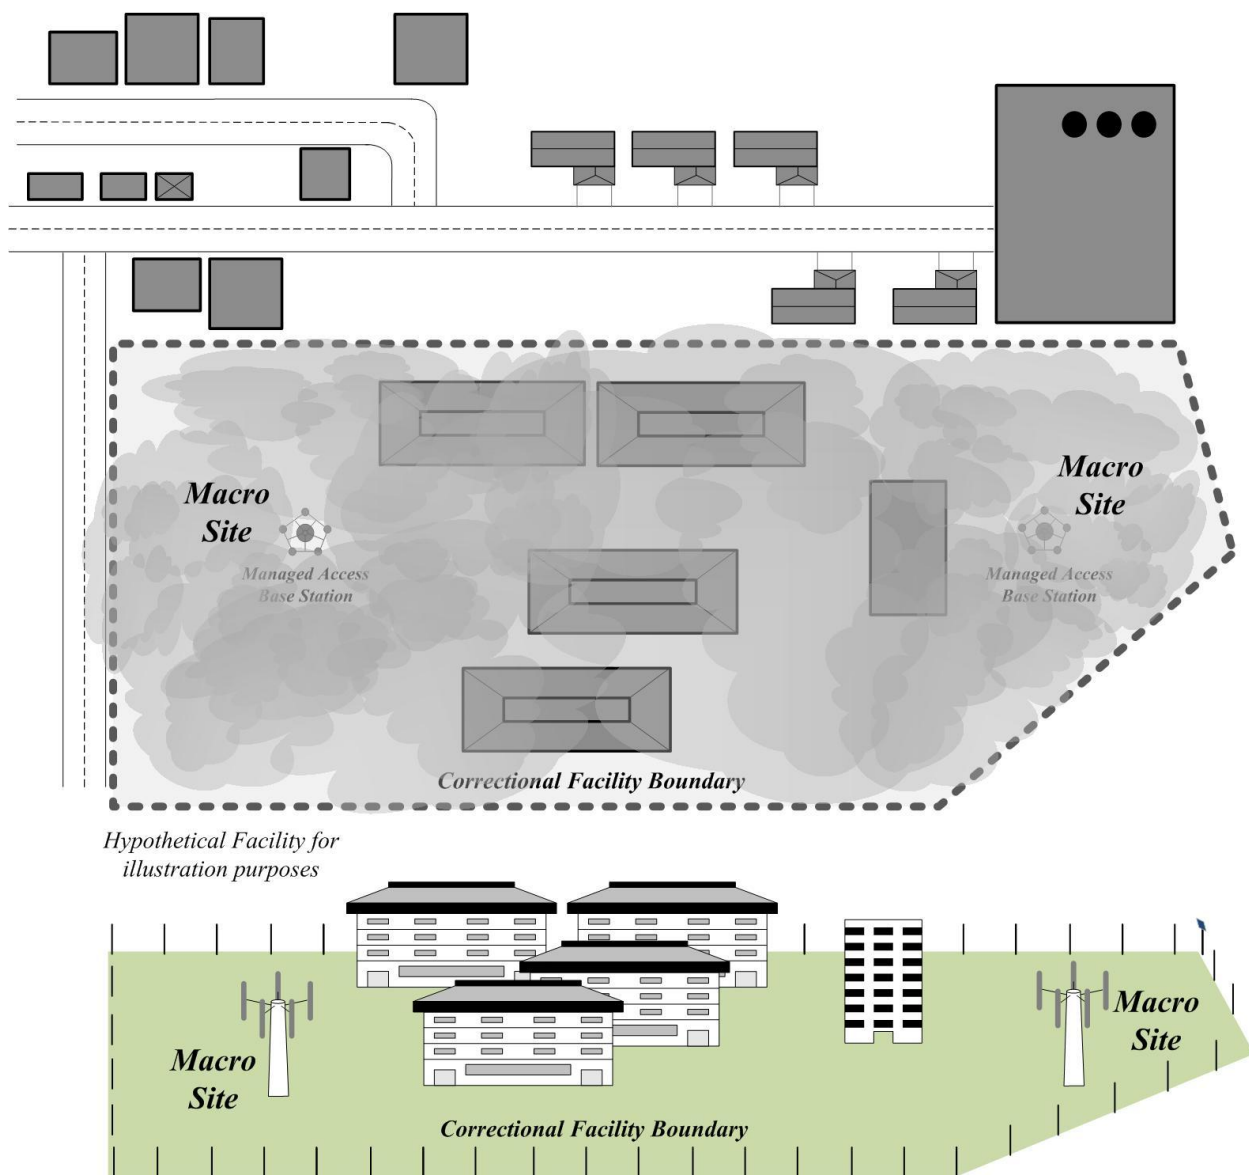 Macro
Site
Managed Access
Base Station
Macro
Site
Managed Access
Base Station
Correctional Facility Boundary
Hypothetical Facility for
illustration purposes
Macro
Site
Macro
Site
Correctional Facility Boundary